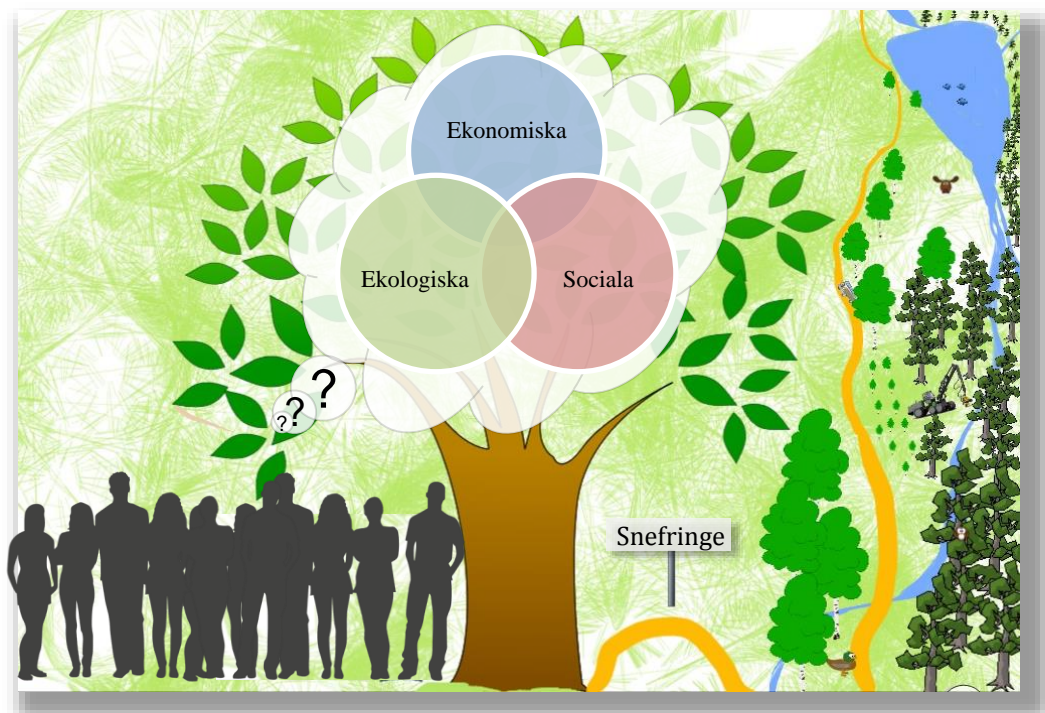 Ekonomiska
Ekologiska
Sociala
?
?
?
Snefringe